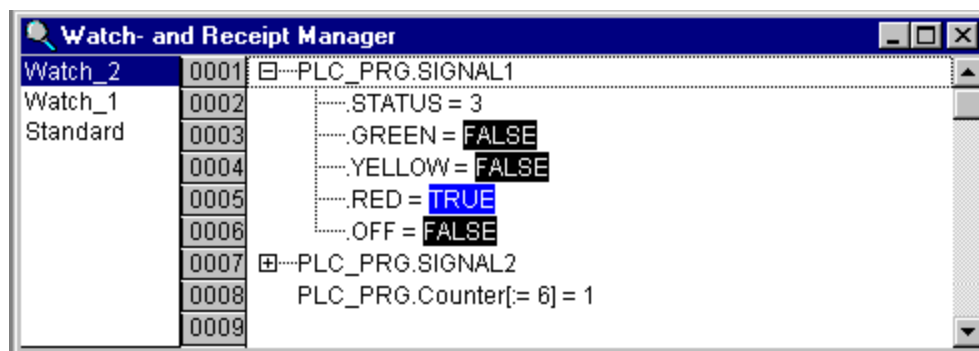 Watch- and Receipt Manager
Watch_2
Watch_1
Standard
0001 PLC_PRG.SIGNAL1
0002 .STATUS = 3
0003 .GREEN = FALSE
0004 .YELLOW = FALSE
0005 .RED = TRUE
0006 .OFF = FALSE
0007 PLC_PRG.SIGNAL2
0008 PLC_PRG.Counter[:= 6] = 1
0009